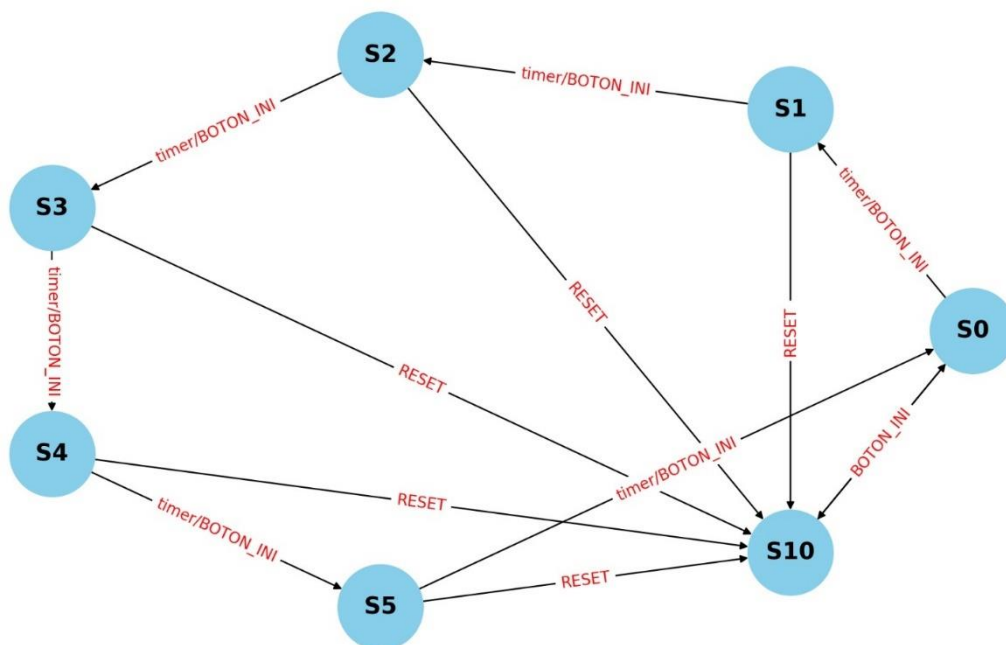 S2
timer/BOTON_INI
S1
timer/BOTON_INI
timer/BOTON_INI
S3
timer/BOTON_INI
RESET
RESET
S0
RESET
BOTON_INI
S4
timer/BOTON_INI
RESET
timer/BOTON_INI
S10
RESET
S5